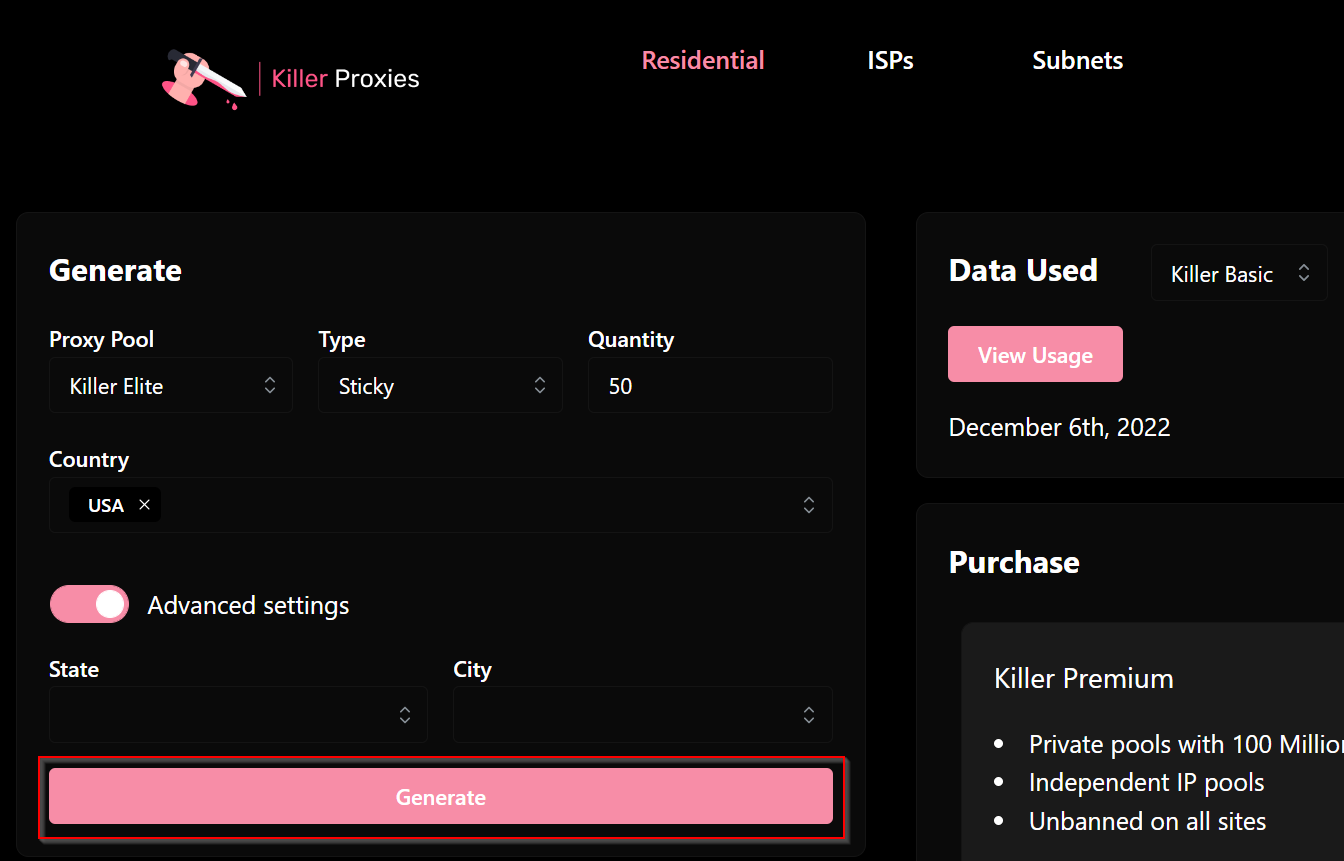 Killer Proxies
Residential
ISPs
Subnets
Generate
Proxy Pool
Type
Quantity
Killer Elite
Sticky
50
Country
USA ×
Advanced settings
State
City
Generate
Data Used
Killer Basic
View Usage
December 6th, 2022
Purchase
Killer Premium
• Private pools with 100 Million
• Independent IP pools
• Unbanned on all sites